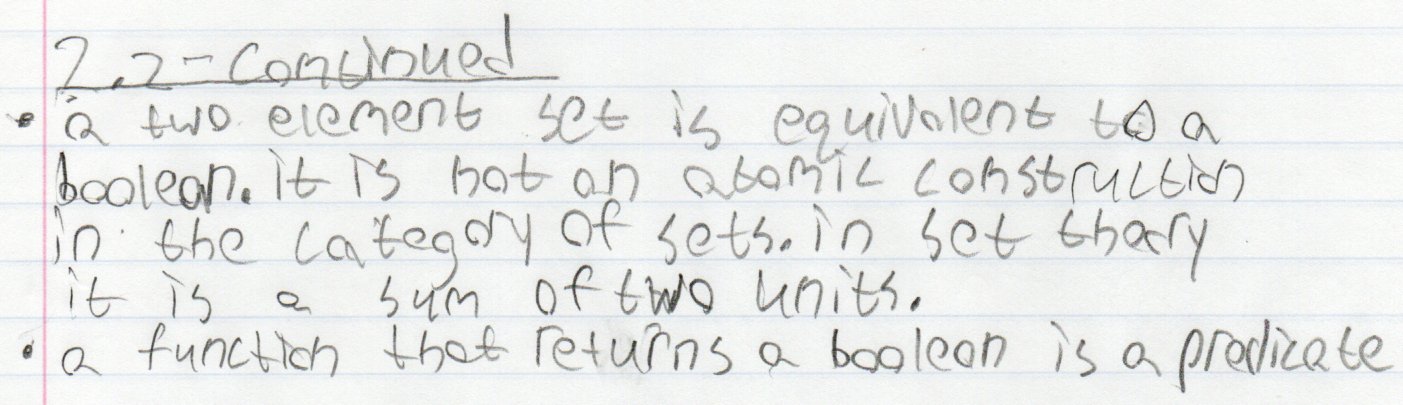 2.2 - Continued
• a two element set is equivalent to a
boolean. it is not an atomic construction
in the category of sets. in set theory
it is a sum of two units.
• a function that returns a boolean is a predicate